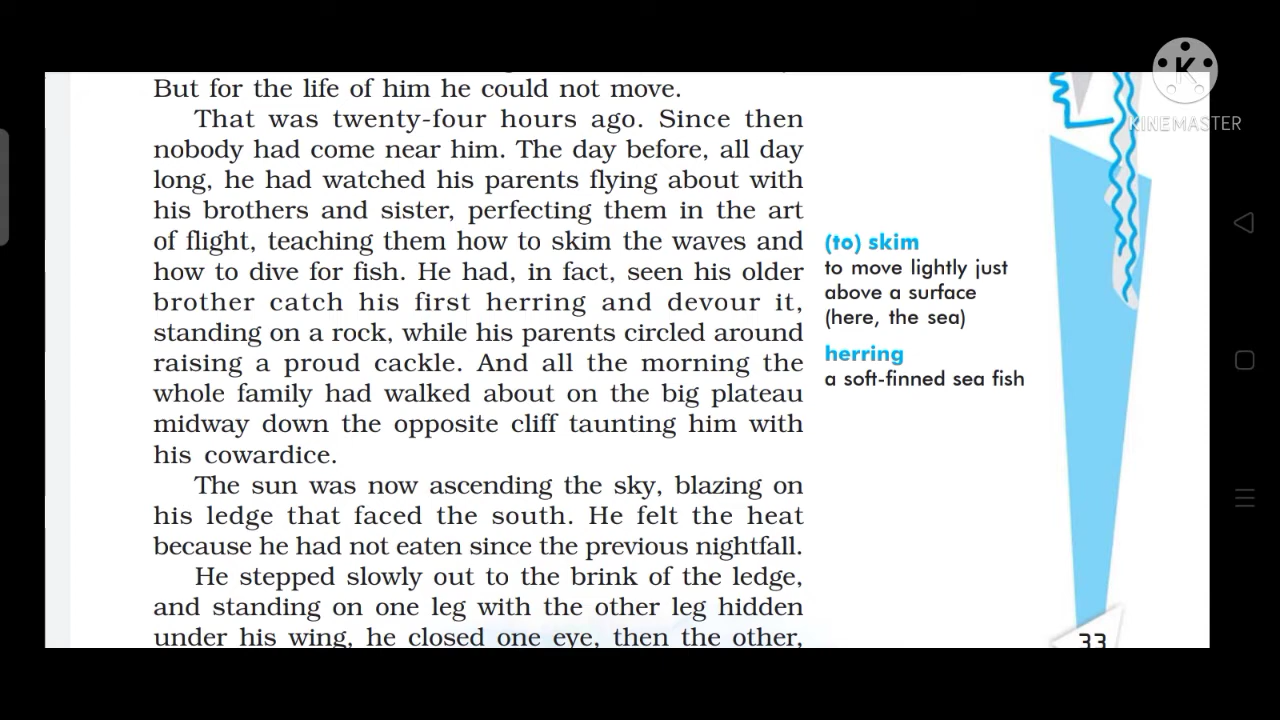 But for the life of him he could not move.
That was twenty-four hours ago. Since then
nobody had come near him. The day before, all day
long, he had watched his parents flying about with
his brothers and sister, perfecting them in the art
of flight, teaching them how to skim the waves and
how to dive for fish. He had, in fact, seen his older
brother catch his first herring and devour it,
standing on a rock, while his parents circled around
raising a proud cackle. And all the morning the
whole family had walked about on the big plateau
midway down the opposite cliff taunting him with
his cowardice.
The sun was now ascending the sky, blazing on
his ledge that faced the south. He felt the heat
because he had not eaten since the previous nightfall.
He stepped slowly out to the brink of the ledge,
and standing on one leg with the other leg hidden
under his wing, he closed one eye, then the other,
(to) skim
to move lightly just
above a surface
(here, the sea)
herring
a soft-finned sea fish
33
K
KINEMASTER